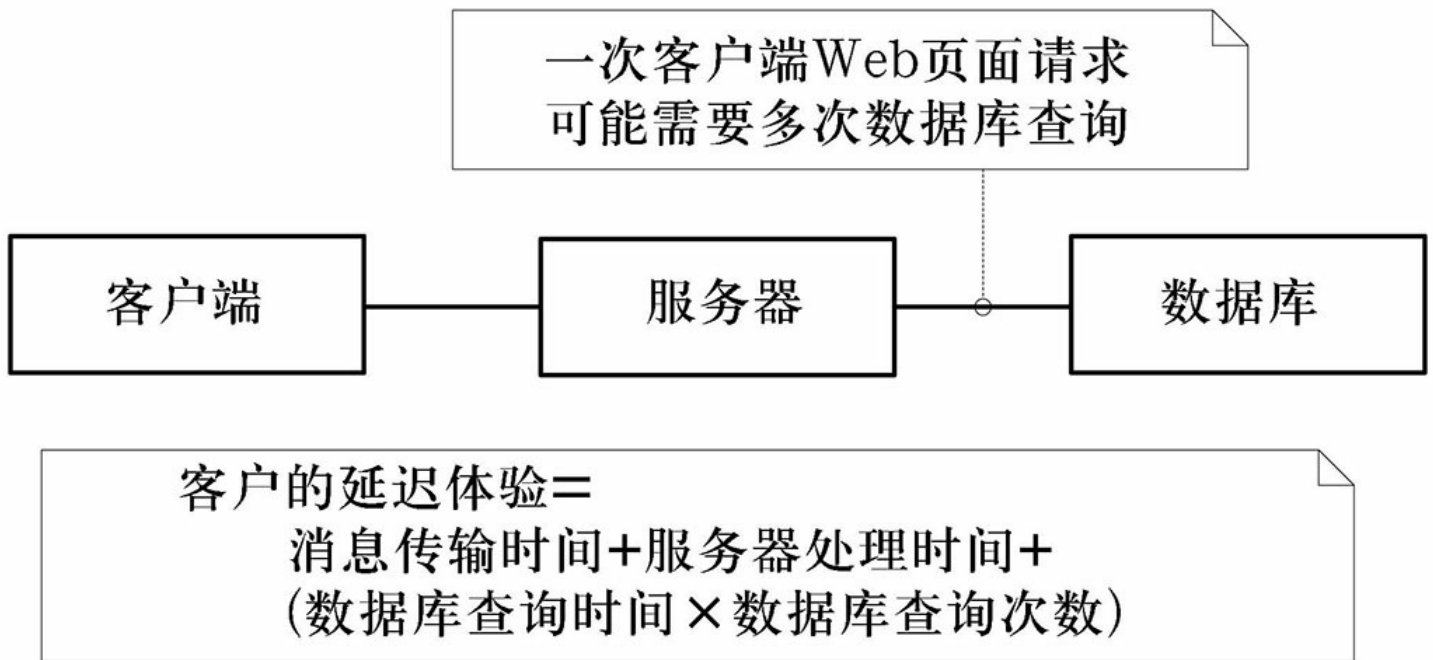 一次客户端Web页面请求
可能需要多次数据库查询
客户端
服务器
数据库
客户的延迟体验=
消息传输时间+服务器处理时间+
(数据库查询时间×数据库查询次数)